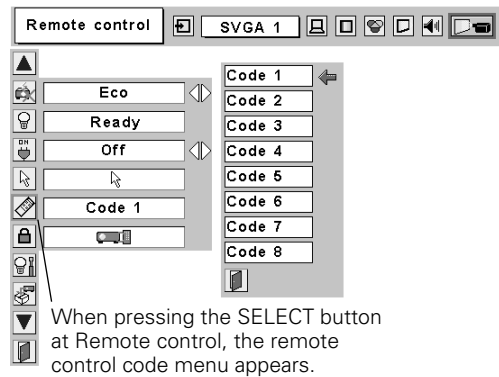 Remote control
SVGA 1
Eco
Ready
ON
Off
Code 1
Code 1
Code 2
Code 3
Code 4
Code 5
Code 6
Code 7
Code 8
When pressing the SELECT button
at Remote control, the remote
control code menu appears.